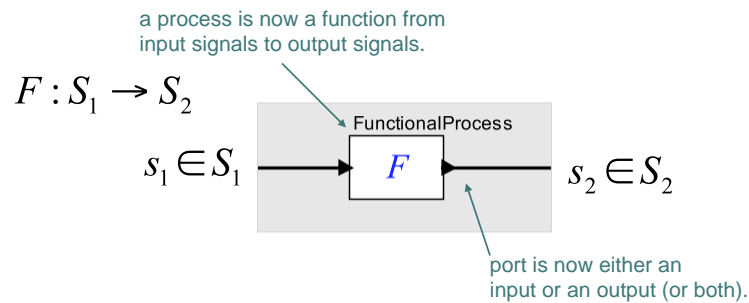 a process is now a function from
input signals to output signals.
F : S₁ → S₂
FunctionalProcess
s₁ ∈ S₁
F
s₂ ∈ S₂
port is now either an
input or an output (or both).